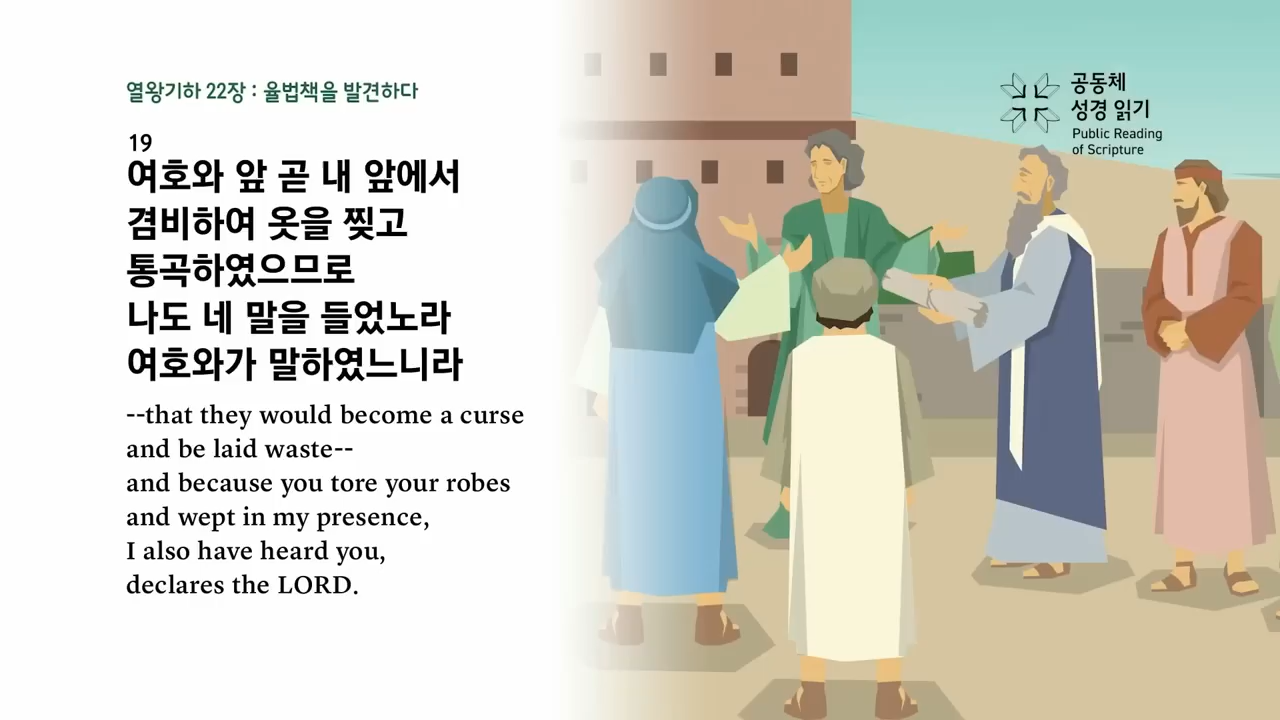 열왕기하 22장 : 율법책을 발견하다
19
여호와 앞 곧 내 앞에서
겸비하여 옷을 찢고
통곡하였으므로
나도 네 말을 들었노라
여호와가 말하였느니라
--that they would become a curse
and be laid waste--
and because you tore your robes
and wept in my presence,
I also have heard you,
declares the LORD.
공동체
성경 읽기
Public Reading
of Scripture